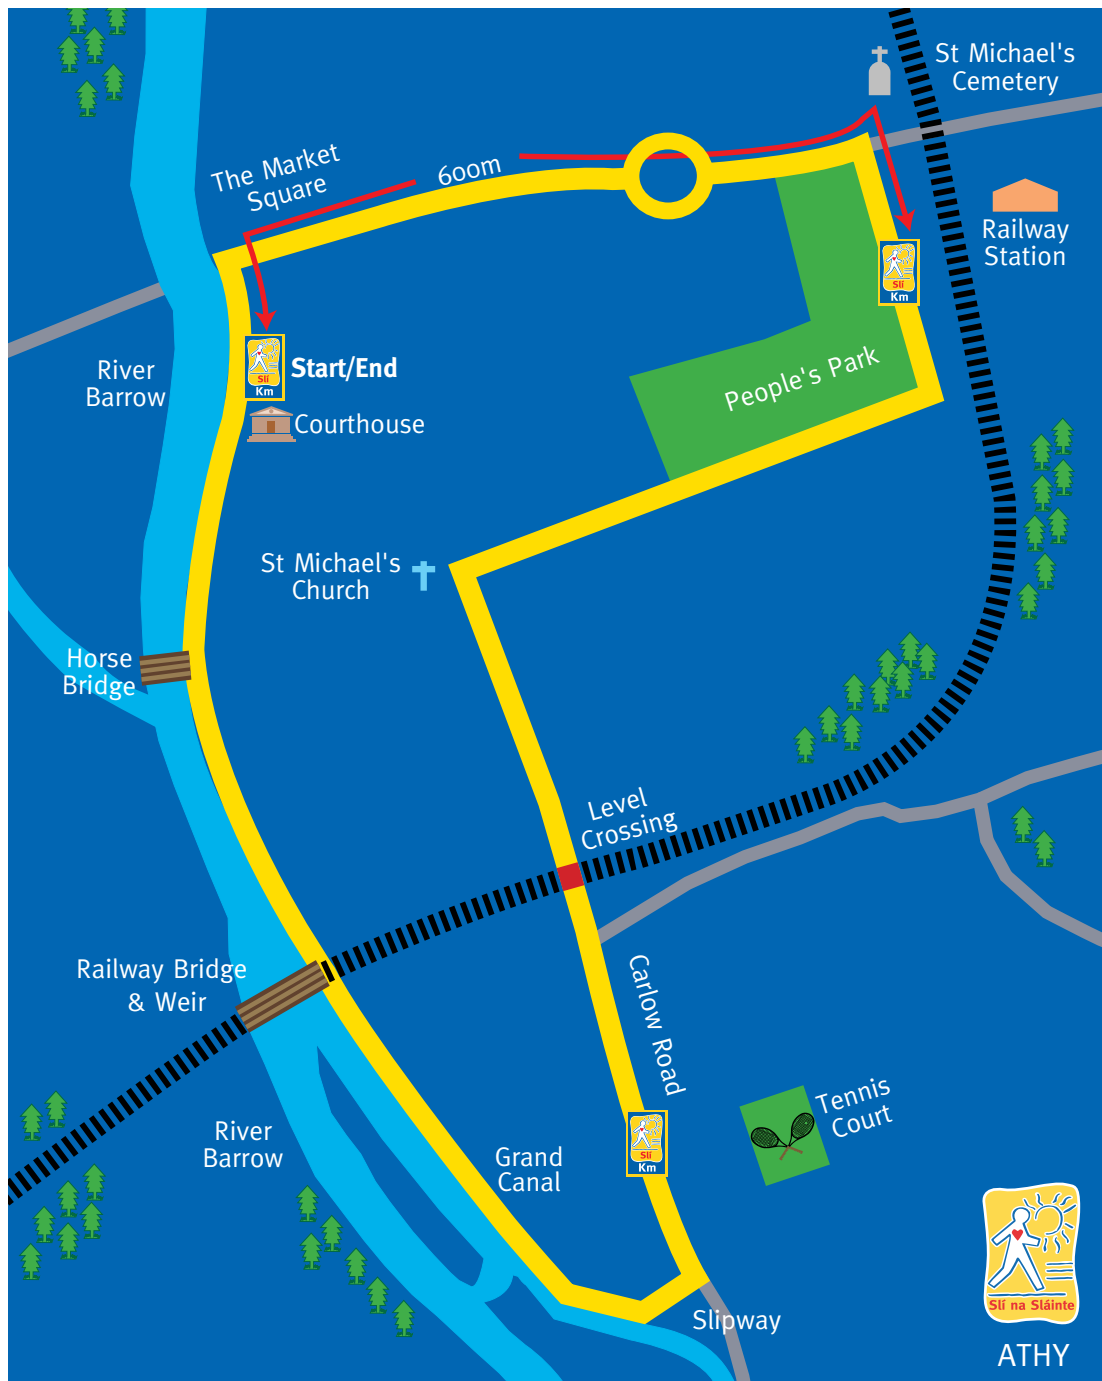 St Michael's
Cemetery
The Market
Square
600m
Railway
Station
Slí
Km
River
Barrow
Start/End
Slí
Km
Courthouse
People's Park
St Michael's
Church
Horse
Bridge
Level
Crossing
Railway Bridge
& Weir
Carlow Road
Tennis
Court
River
Barrow
Grand
Canal
Slí
Km
Slí na Sláinte
Slipway
ATHY